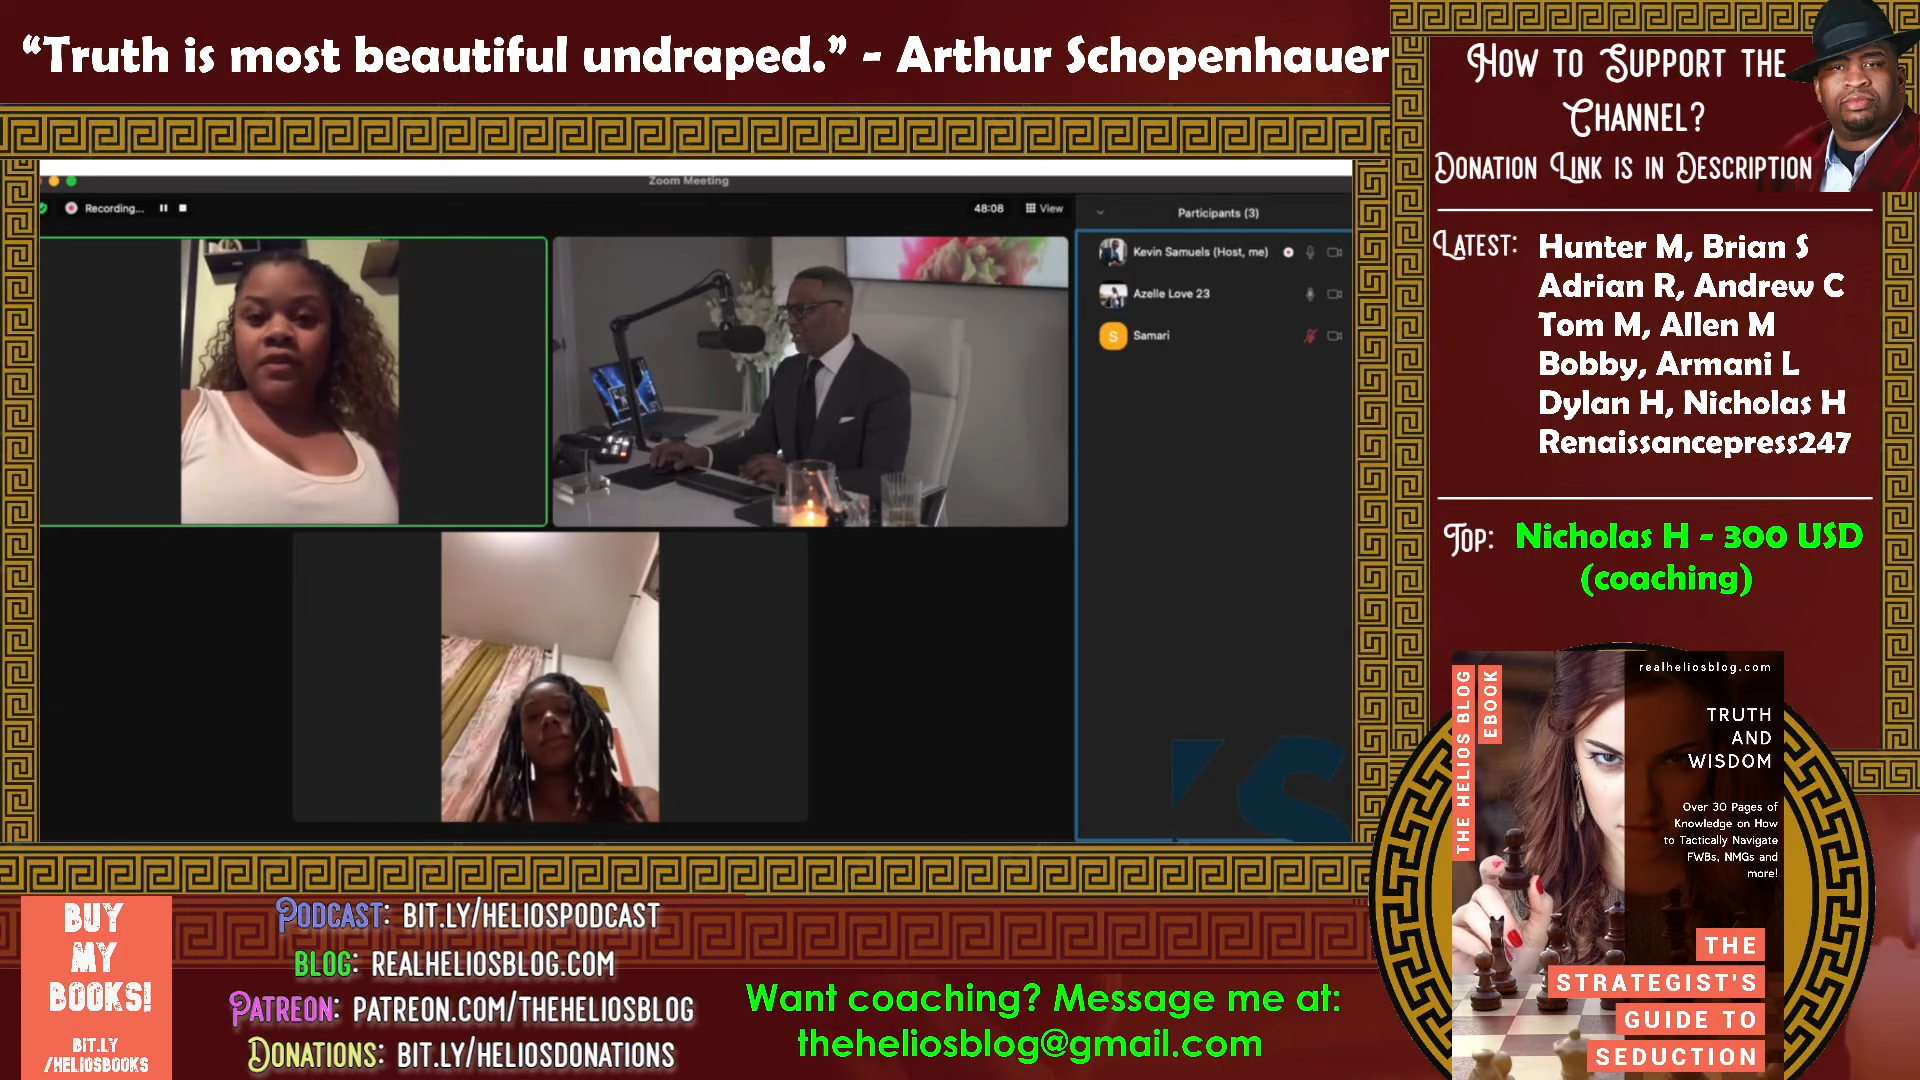 “Truth is most beautiful undraped.” - Arthur Schopenhauer
Zoom Meeting
Recording...
48:08
View
Participants (3)
Kevin Samuels (Host, me)
Azelle Love 23
S
Samari
KS
How to Support the
Channel?
Donation Link is in Description
Latest:
Hunter M, Brian S
Adrian R, Andrew C
Tom M, Allen M
Bobby, Armani L
Dylan H, Nicholas H
Renaissancepress247
Top:
Nicholas H - 300 USD
(coaching)
THE HELIOS BLOG
EBOOK
realheliosblog.com
TRUTH
AND
WISDOM
Over 30 Pages of
Knowledge on How
to Tactically Navigate
FWBs, NMGs and
more!
THE
STRATEGIST'S
GUIDE TO
SEDUCTION
BUY
MY
BOOKS!
BIT.LY
/HELIOSBOOKS
Podcast: BIT.LY/HELIOSPODCAST
BLOG: REALHELIOSBLOG.COM
Patreon: PATREON.COM/THEHELIOSBLOG
Donations: BIT.LY/HELIOSDONATIONS
Want coaching? Message me at:
theheliosblog@gmail.com